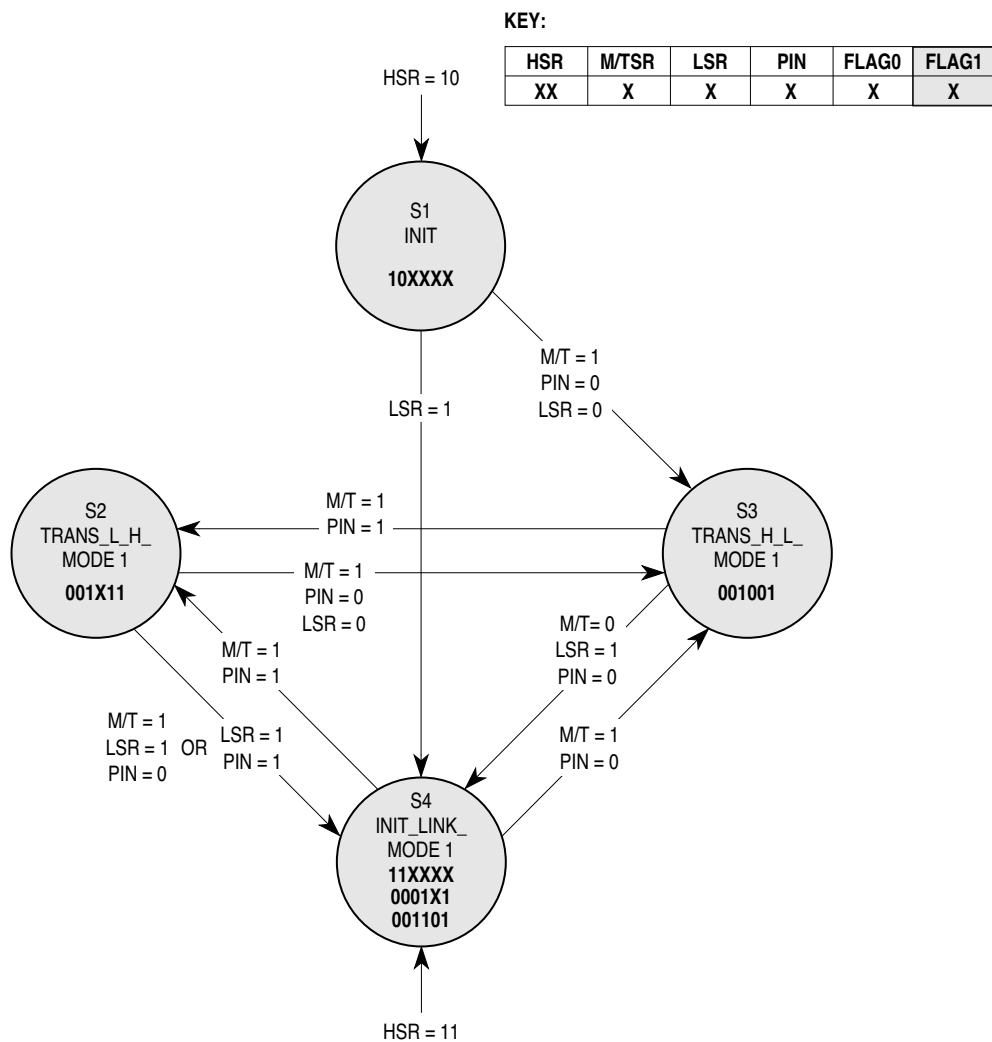 KEY:
HSR M/TSR LSR PIN FLAG0 FLAG1
XX X X X X X
HSR = 10
S1
INIT
10XXXX
M/T = 1
PIN = 0
LSR = 0
LSR = 1
S2
TRANS_L_H_
MODE 1
001X11
M/T = 1
PIN = 1
M/T = 1
PIN = 0
LSR = 0
S3
TRANS_H_L_
MODE 1
001001
M/T = 1
PIN = 1
M/T= 0
LSR = 1
PIN = 0
M/T = 1
LSR = 1 OR
PIN = 0
LSR = 1
PIN = 1
M/T = 1
PIN = 0
S4
INIT_LINK_
MODE 1
11XXXX
0001X1
001101
HSR = 11